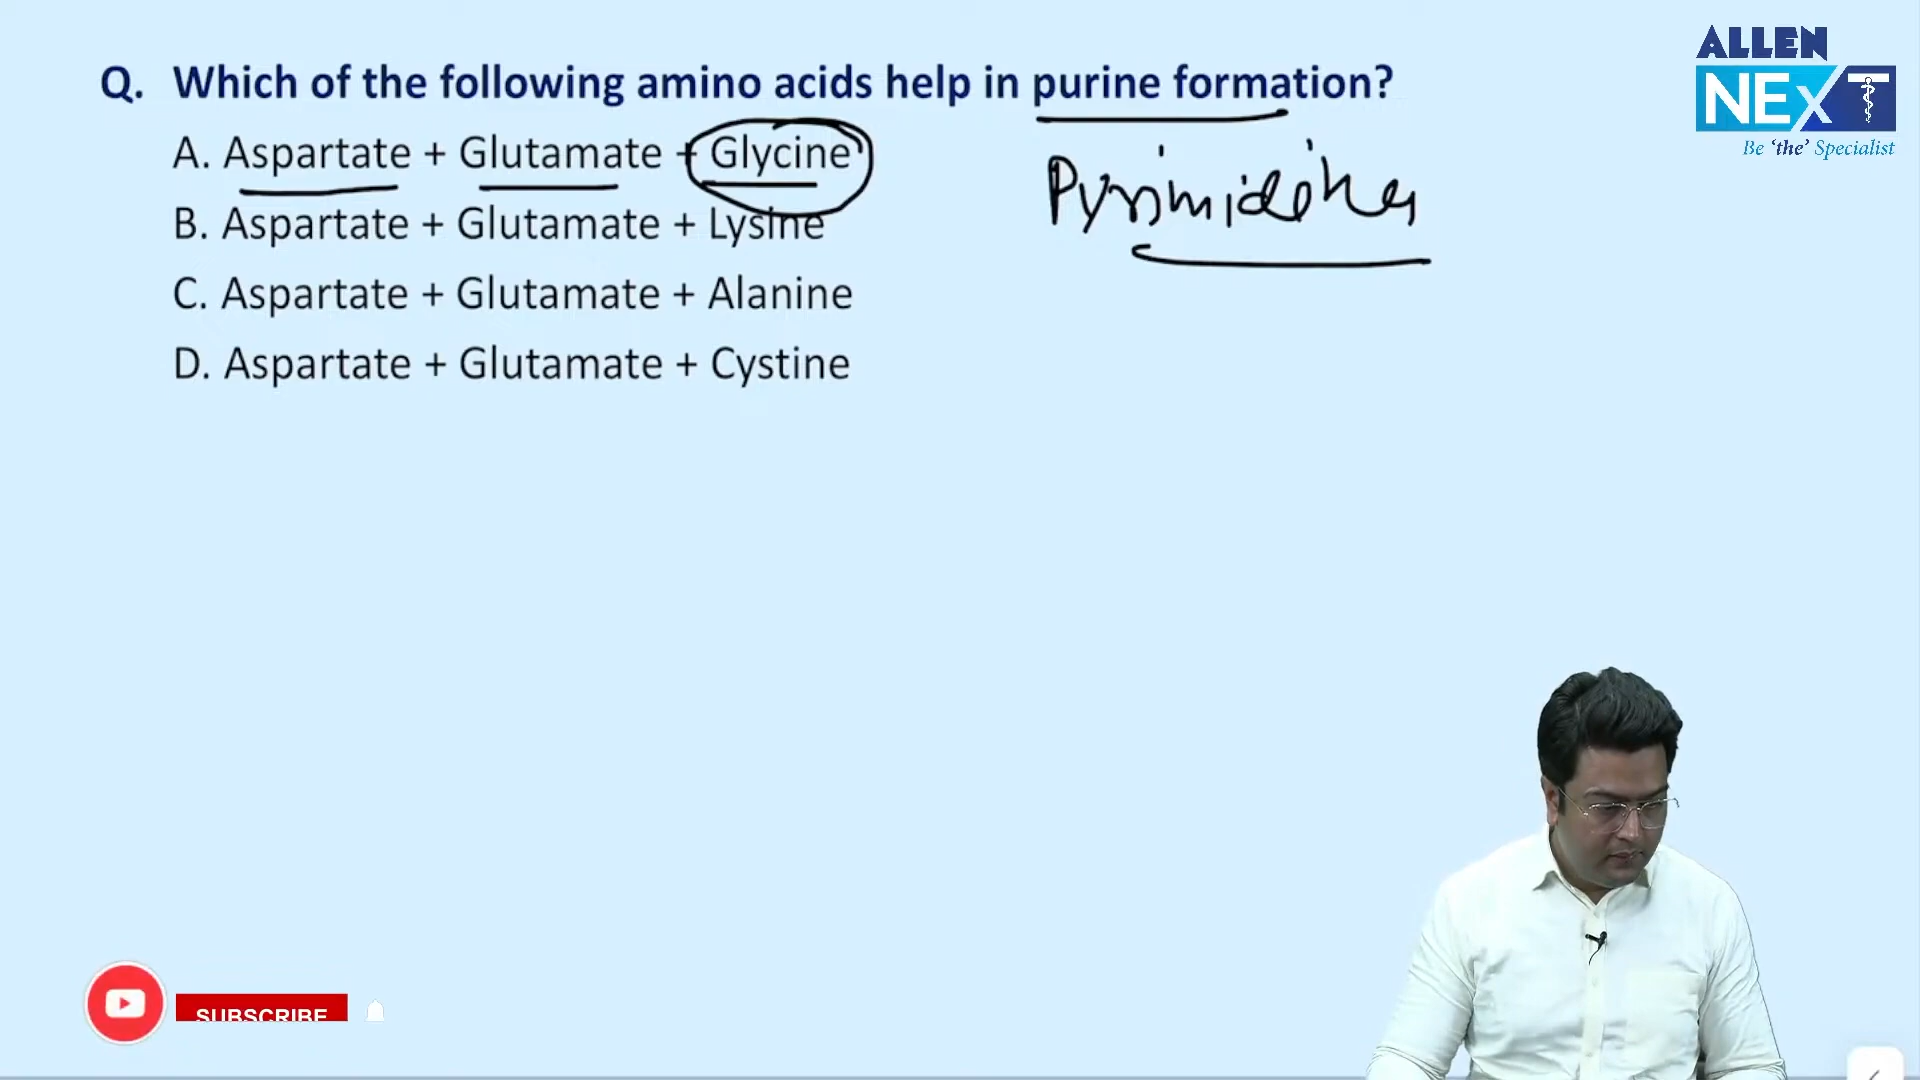 ALLEN
NExT
Be 'the' Specialist
Q. Which of the following amino acids help in purine formation?
A. Aspartate + Glutamate + Glycine
B. Aspartate + Glutamate + Lysine
C. Aspartate + Glutamate + Alanine
D. Aspartate + Glutamate + Cystine
Pyrimidines
SUBSCRIBE